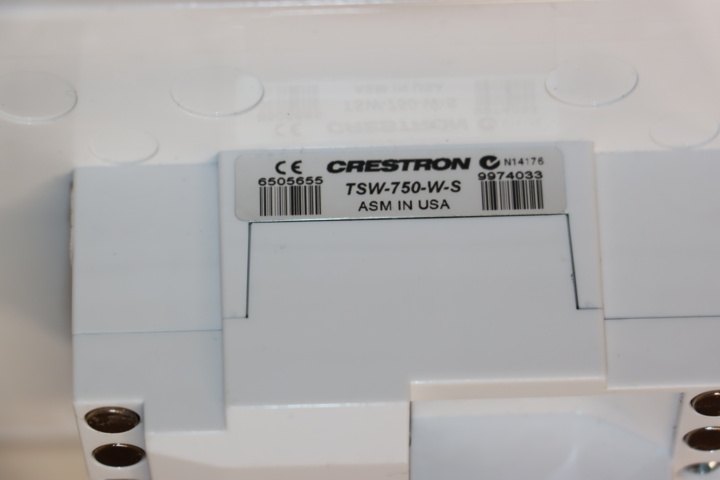 CE CRESTRON N14176
6505655 TSW-750-W-S 9974033
ASM IN USA